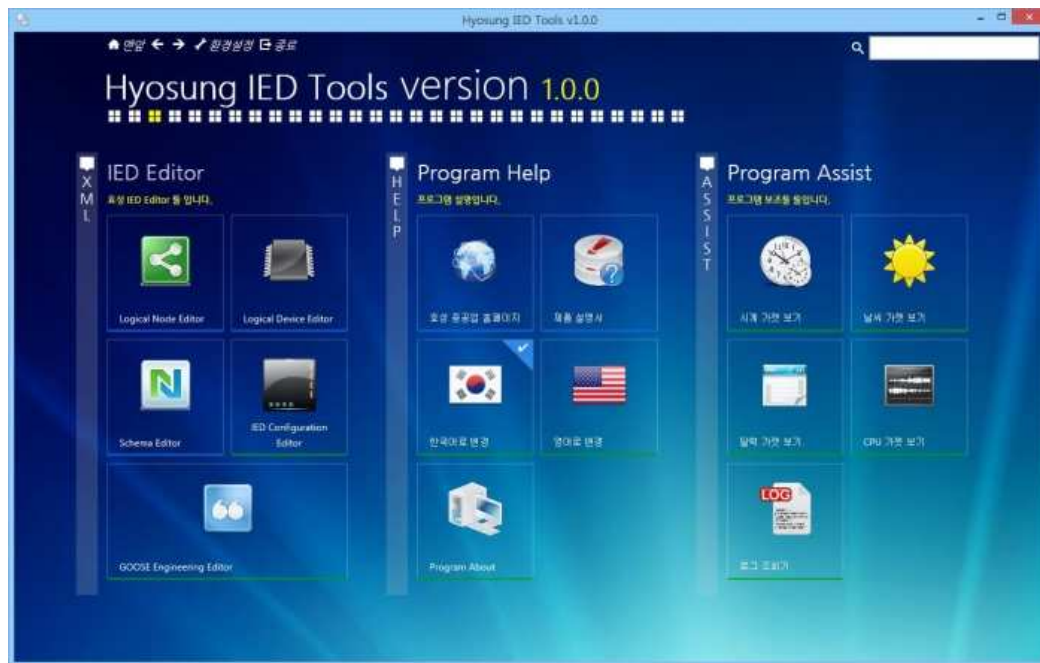 Hyosung IED Tools v1.0.0
맨앞 환경설정 종료
Hyosung IED Tools version 1.0.0
XML
IED Editor
효성 IED Editor 들 입니다.
Logical Node Editor
Logical Device Editor
Schema Editor
IED Configuration
Editor
GOOSE Engineering Editor
HELP
Program Help
프로그램 설명입니다.
효성 중공업 홈페이지
제품 설명서
한국어로 변경
영어로 변경
Program About
ASSIST
Program Assist
프로그램 보조툴 들입니다.
시계 가젯 보기
날씨 가젯 보기
달력 가젯 보기
CPU 가젯 보기
LOG
로그 조회기